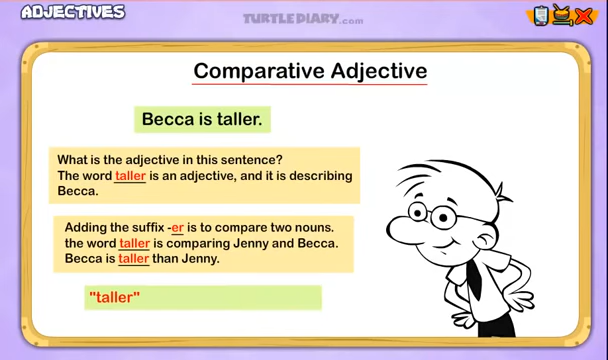 ADJECTIVES
TURTLEDIARY.com
Comparative Adjective
Becca is taller.
What is the adjective in this sentence?
The word taller is an adjective, and it is describing
Becca.
Adding the suffix -er is to compare two nouns.
the word taller is comparing Jenny and Becca.
Becca is taller than Jenny.
"taller"